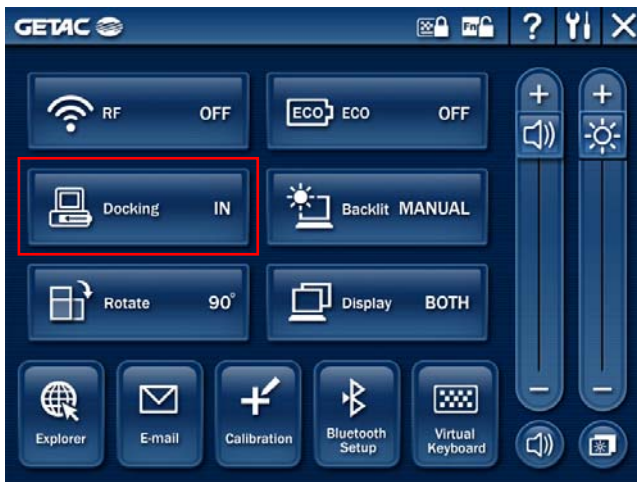 GETAC Fn ?
RF OFF
ECO ECO OFF
Docking IN
Backlit MANUAL
Rotate 90°
Display BOTH
Explorer
E-mail
Calibration
Bluetooth
Setup
Virtual
Keyboard